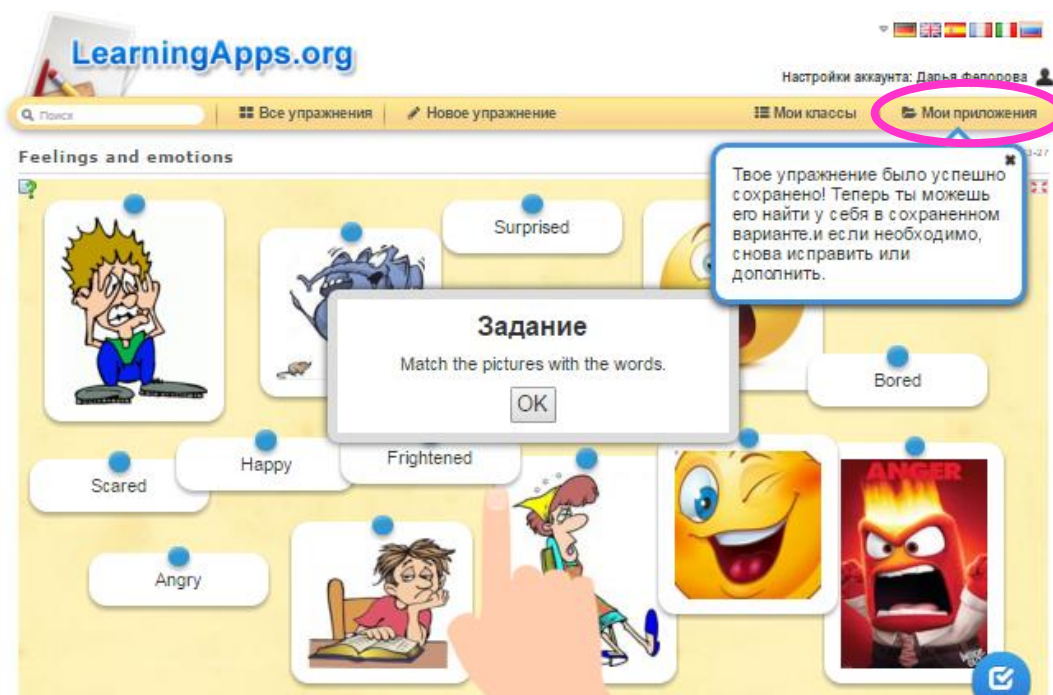 LearningApps.org
Настройки аккаунта: Дарья Федорова
Поиск
Все упражнения
Новое упражнение
Мои классы
Мои приложения
Feelings and emotions
3-27
Твое упражнение было успешно
сохранено! Теперь ты можешь
его найти у себя в сохраненном
варианте.и если необходимо,
снова исправить или
дополнить.
Surprised
Задание
Match the pictures with the words.
OK
Bored
Scared
Happy
Frightened
ANGER
Angry